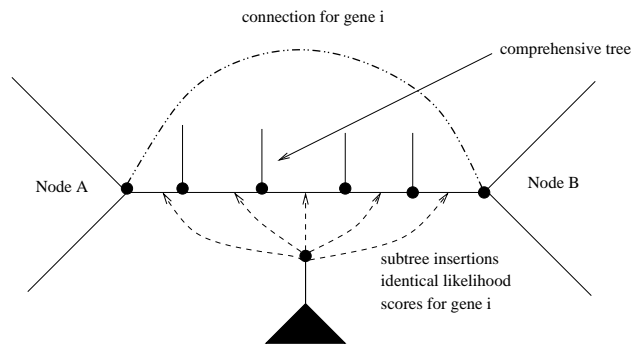 connection for gene i
comprehensive tree
Node A
Node B
subtree insertions
identical likelihood
scores for gene i